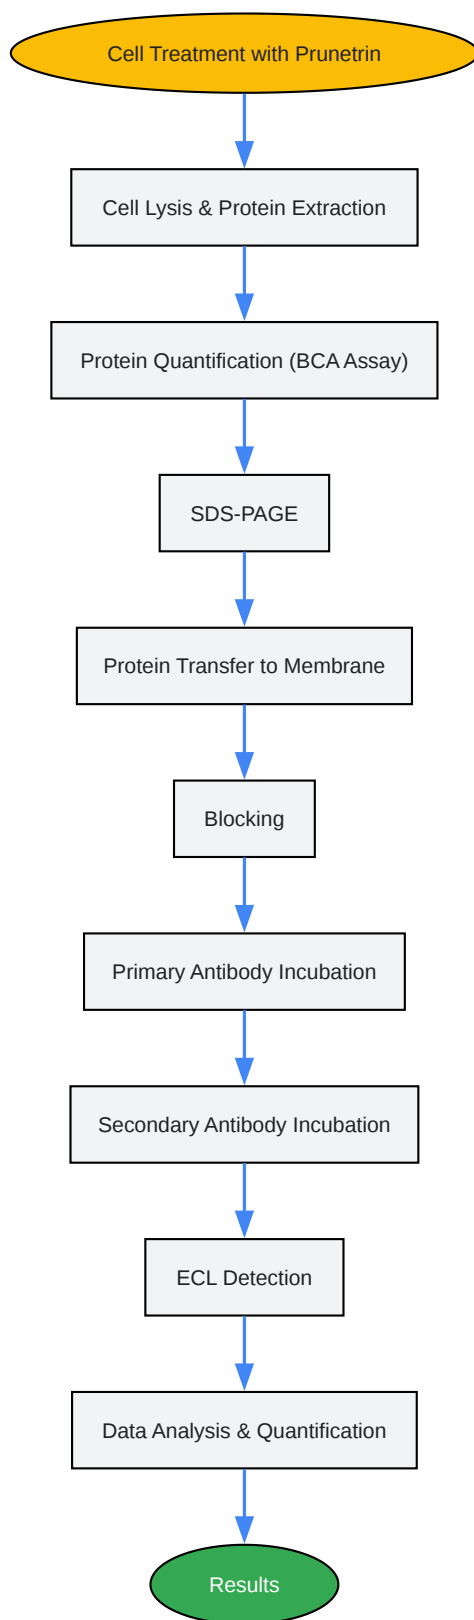 Cell Treatment with Prunetrin
Cell Lysis & Protein Extraction
Protein Quantification (BCA Assay)
SDS-PAGE
Protein Transfer to Membrane
Blocking
Primary Antibody Incubation
Secondary Antibody Incubation
ECL Detection
Data Analysis & Quantification
Results